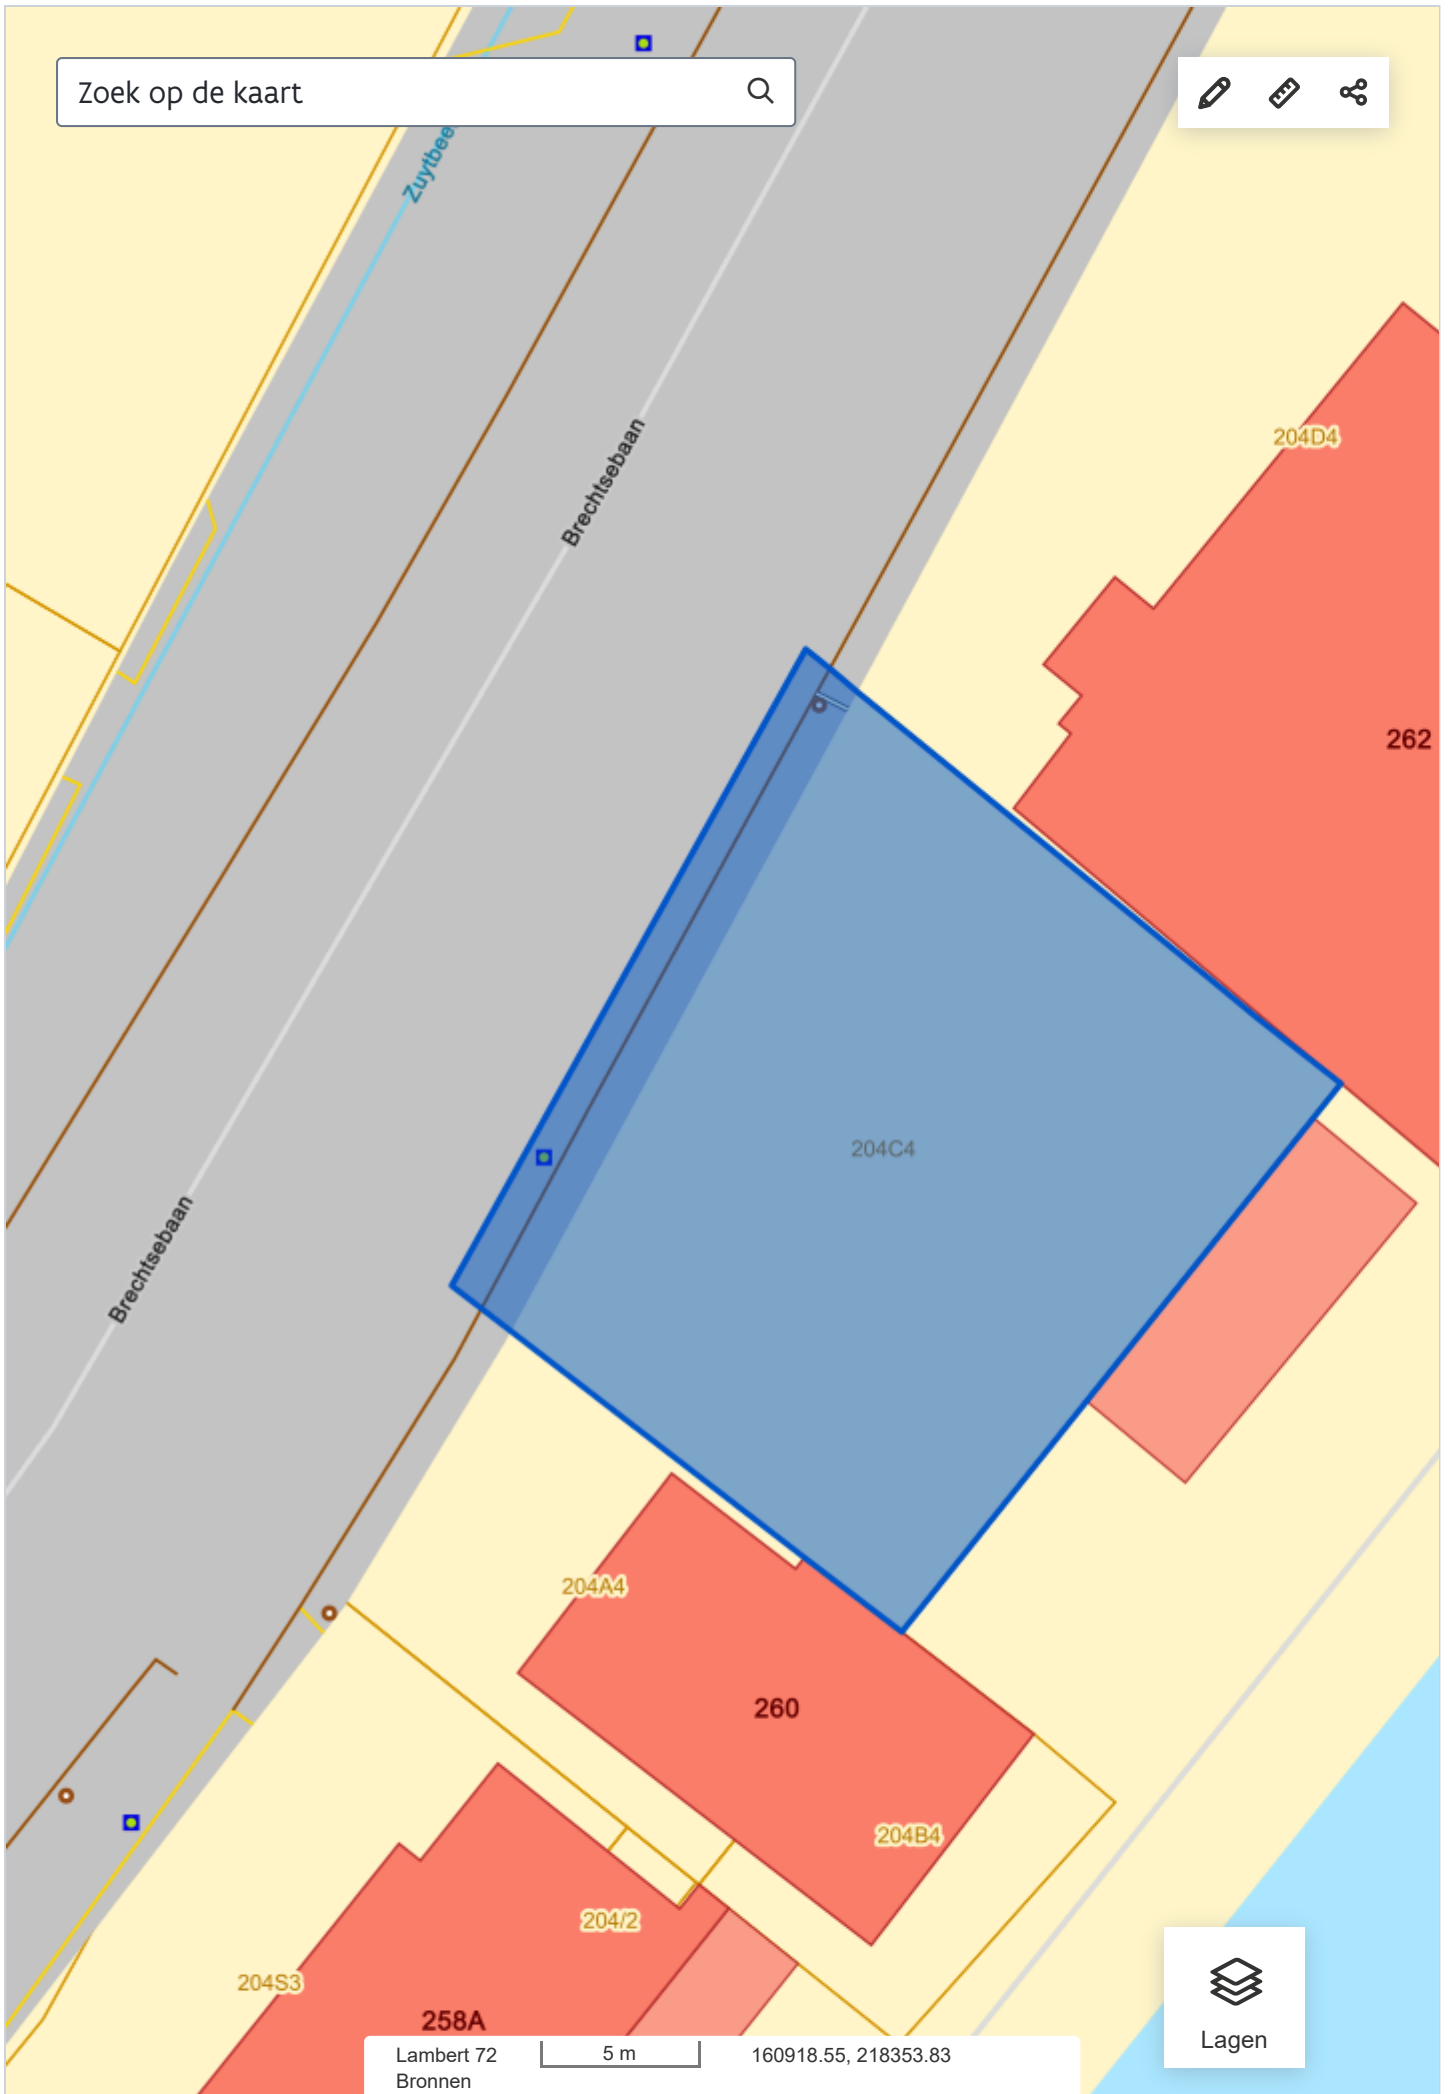 Zoek op de kaart
Zuytbee
204D4
Brechtsebaan
262
204C4
Brechtsebaan
204A4
260
204B4
204/2
204S3
258A
Lagen
Lambert 72
5 m
160918.55, 218353.83
Bronnen